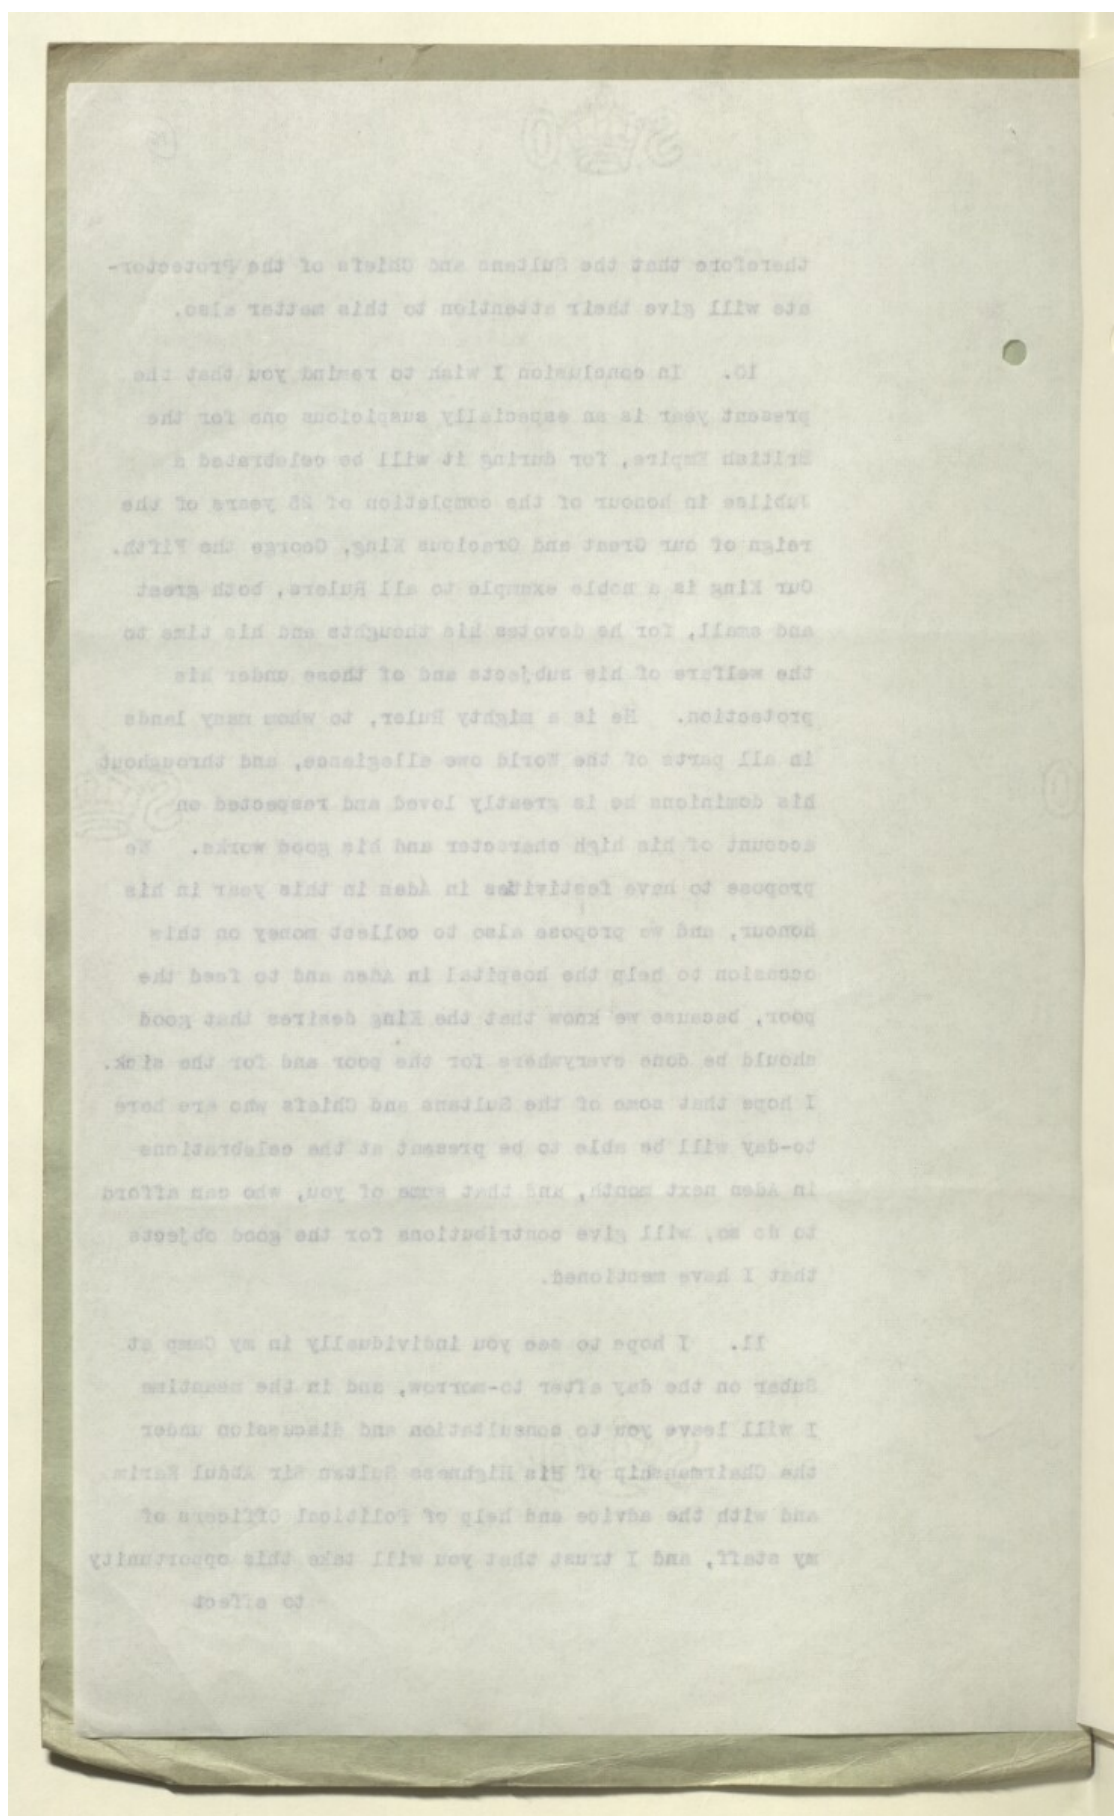 therefore that the Sultans and Chiefs of the Protector-
ate will give their attention to this matter also.
10. In conclusion I wish to remind you that the
present year is an especially suspicious one for the
British Empire, for during it will be celebrated a
Jubilee in honour of the completion of 25 years of the
reign of our Great and Gracious King, George the Fifth.
Our King is a noble example to all Rulers, both great
and small, for he devotes his thoughts and his time to
the welfare of his subjects and of those under his
protection. He is a mighty Ruler, to whom many lands
in all parts of the World owe allegiance, and throughout
his dominions he is greatly loved and respected on
account of his high character and his good works. We
propose to have festivities in Aden in this year in his
honour, and we propose also to collect money on this
occasion to help the hospital in Aden and to feed the
poor, because we know that the King desires that good
should be done everywhere for the poor and for the sick.
I hope that some of the Sultans and Chiefs who are here
to-day will be able to be present at the celebrations
in Aden next month, and that some of you, who can afford
to do so, will give contributions for the good objects
that I have mentioned.
11. I hope to see you individually in my Camp at
Subar on the day after to-morrow, and in the meantime
I will leave you to consultation and discussion under
the Chairmanship of His Highness Sultan Sir Abdul Karim
and with the advice and help of Political Officers of
my staff, and I trust that you will take this opportunity
to effect